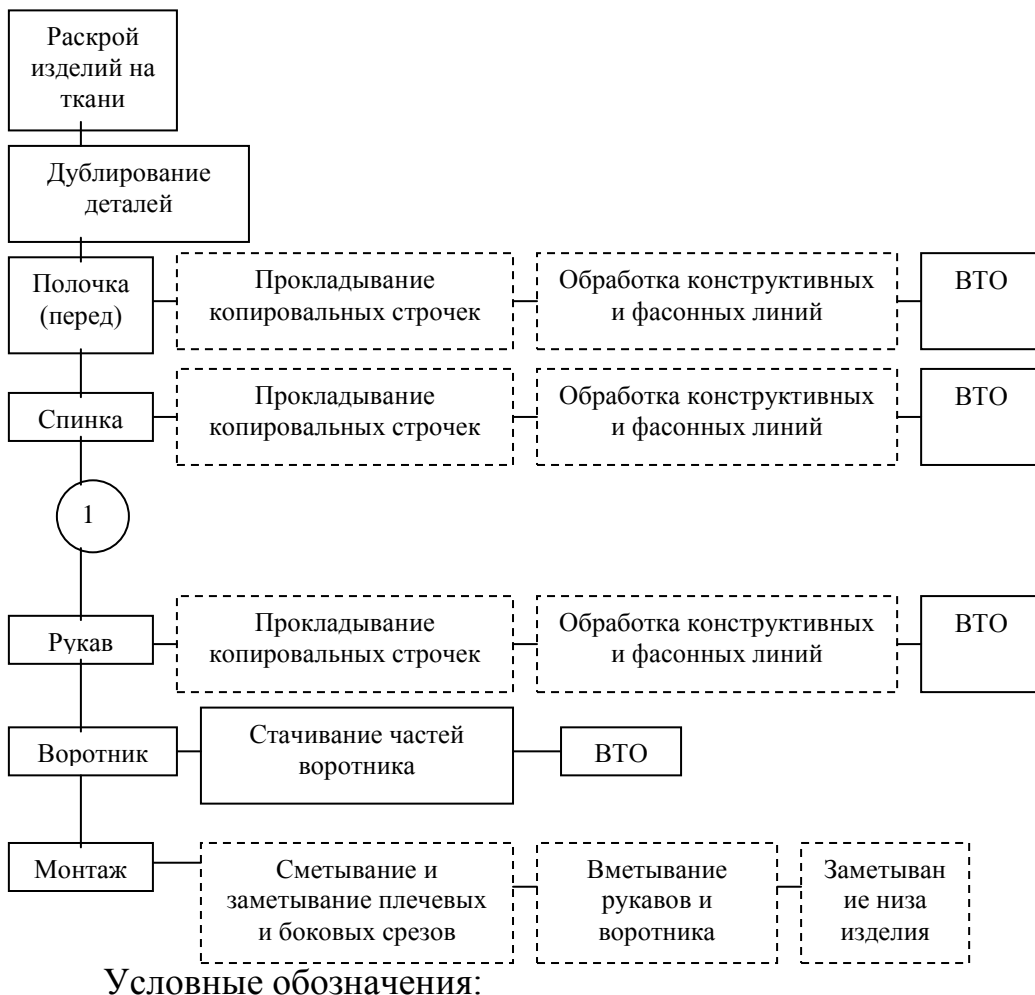 Раскрой
изделий на
ткани
Дублирование
деталей
Полочка
(перед)
Прокладывание
копировальных строчек
Обработка конструктивных
и фасонных линий
ВТО
Спинка
Прокладывание
копировальных строчек
Обработка конструктивных
и фасонных линий
ВТО
1
Рукав
Прокладывание
копировальных строчек
Обработка конструктивных
и фасонных линий
ВТО
Воротник
Стачивание частей
воротника
ВТО
Монтаж
Сметывание и
заметывание плечевых
и боковых срезов
Вметывание
рукавов и
воротника
Заметыван
ие низа
изделия
Условные обозначения: